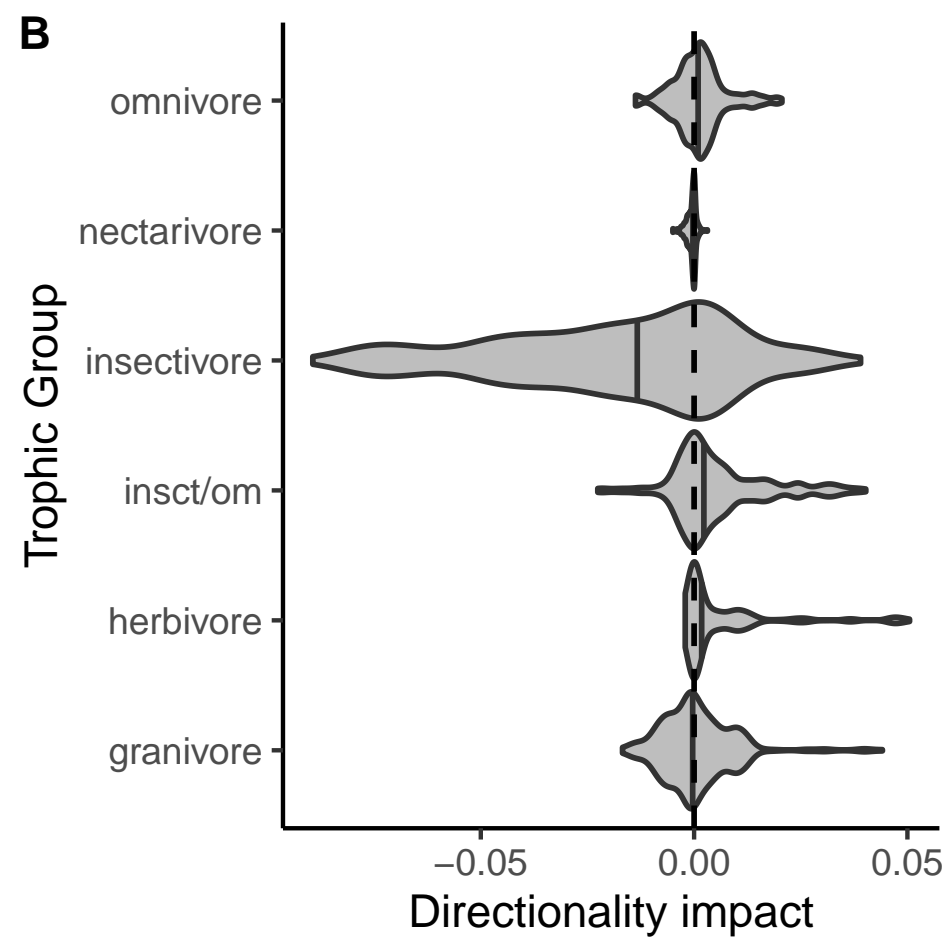 B
Trophic Group
omnivore
nectarivore
insectivore
insct/om
herbivore
granivore
−0.05 0.00 0.05
Directionality impact